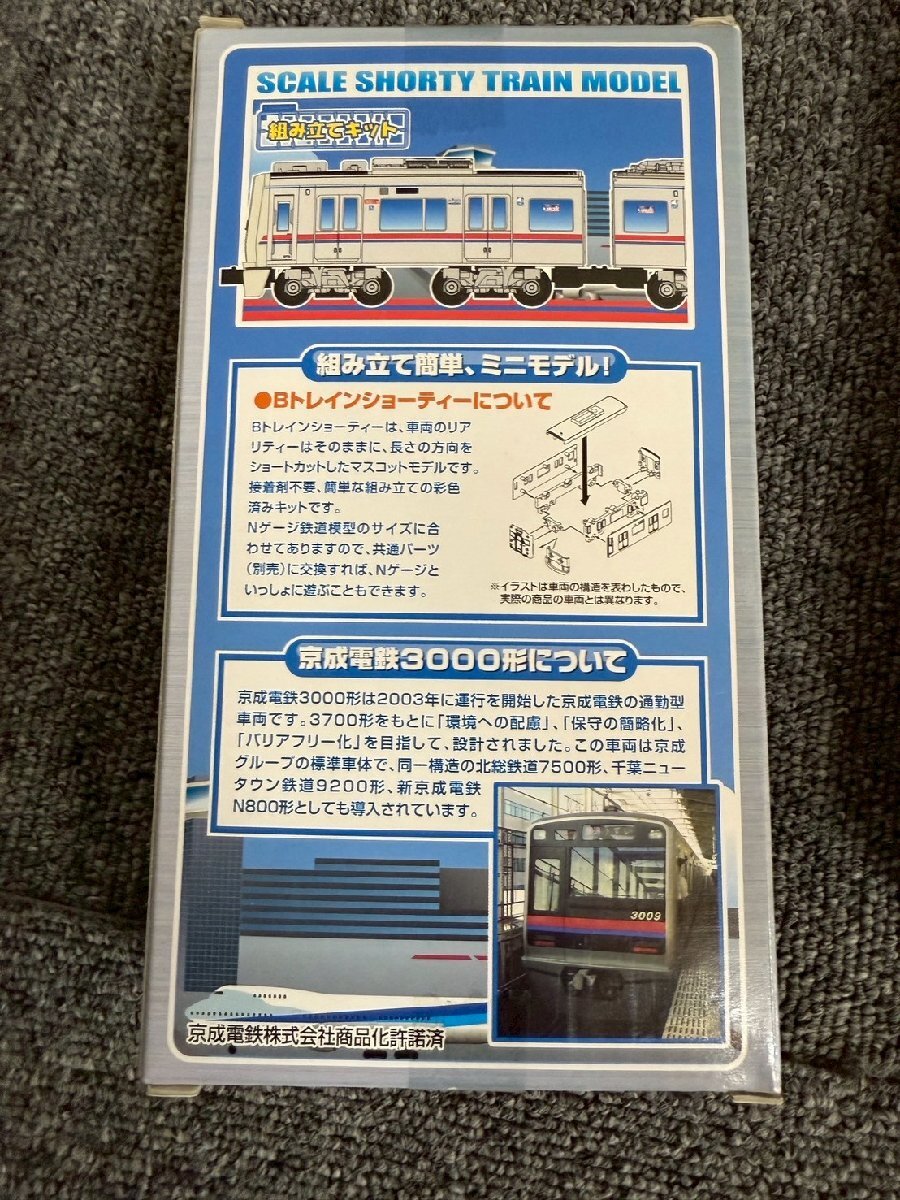 SCALE SHORTY TRAIN MODEL
組み立てキット
組み立て簡単、ミニモデル!
●Bトレインショーティーについて
Bトレインショーティーは、車両のリア
リティーはそのままに、長さの方向を
ショートカットしたマスコットモデルです。
接着剤不要、簡単な組み立ての彩色
済みキットです。
Nゲージ鉄道模型のサイズに合
わせてありますので、共通パーツ
(別売)に交換すれば、Nゲージと
いっしょに遊ぶこともできます。
※イラストは車両の構造を表わしたもので、
実際の商品の車両とは異なります。
京成電鉄3000形について
京成電鉄3000形は2003年に運行を開始した京成電鉄の通勤型
車両です。3700形をもとに「環境への配慮」、「保守の簡略化」、
「バリアフリー化」を目指して、設計されました。この車両は京成
グループの標準車体で、同一構造の北総鉄道7500形、千葉ニュー
タウン鉄道9200形、新京成電鉄
N800形としても導入されています。
3009
京成電鉄株式会社商品化許諾済